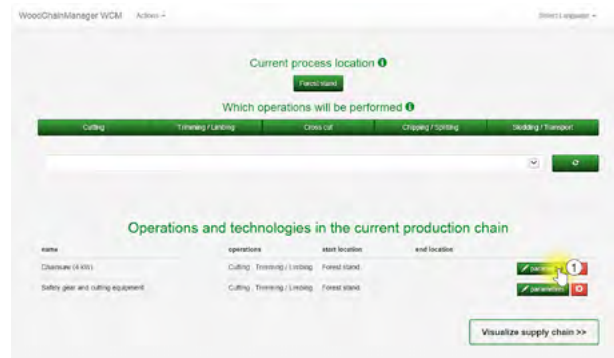 WoodChainManager WCM Actions
Select Language
Current process location
Forest stand
Which operations will be performed
Cutting Trimming / Limbing Cross cut Chipping / Splitting Skidding / Transport
Operations and technologies in the current production chain
name operations start location end location
Chainsaw (4 kW) Cutting , Trimming / Limbing Forest stand 1
Safety gear and cutting equipment Cutting , Trimming / Limbing Forest stand parameters
Visualize supply chain >>